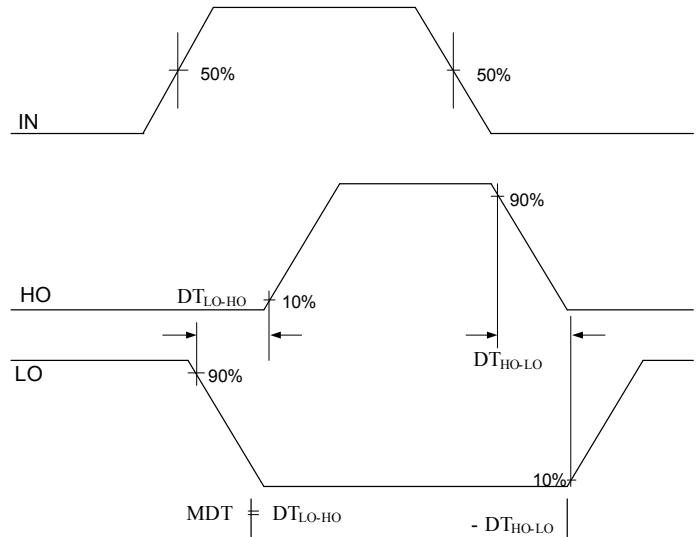 50%
50%
IN
90%
HO
DT_LO-HO
10%
DT_HO-LO
LO
90%
10%
MDT = DT_LO-HO - DT_HO-LO